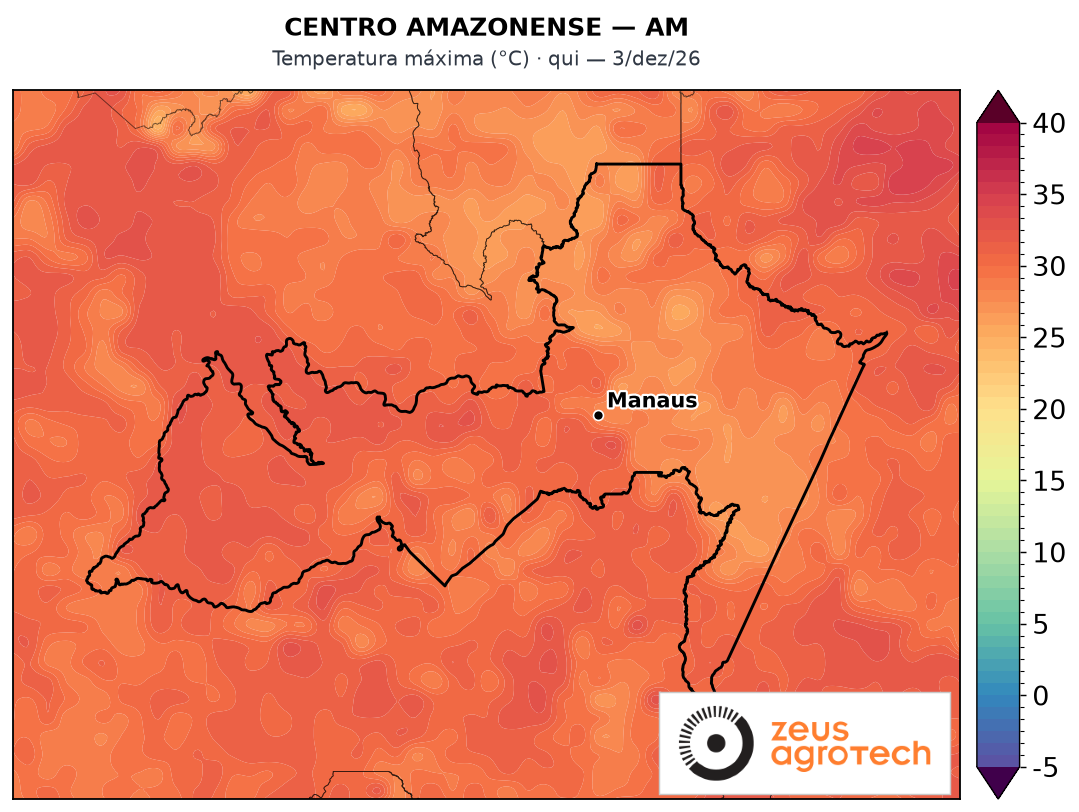 CENTRO AMAZONENSE — AM
Temperatura máxima (°C) · qui — 3/dez/26
40
35
30
25
20
15
10
5
0
-5
Manaus
zeus
agrotech